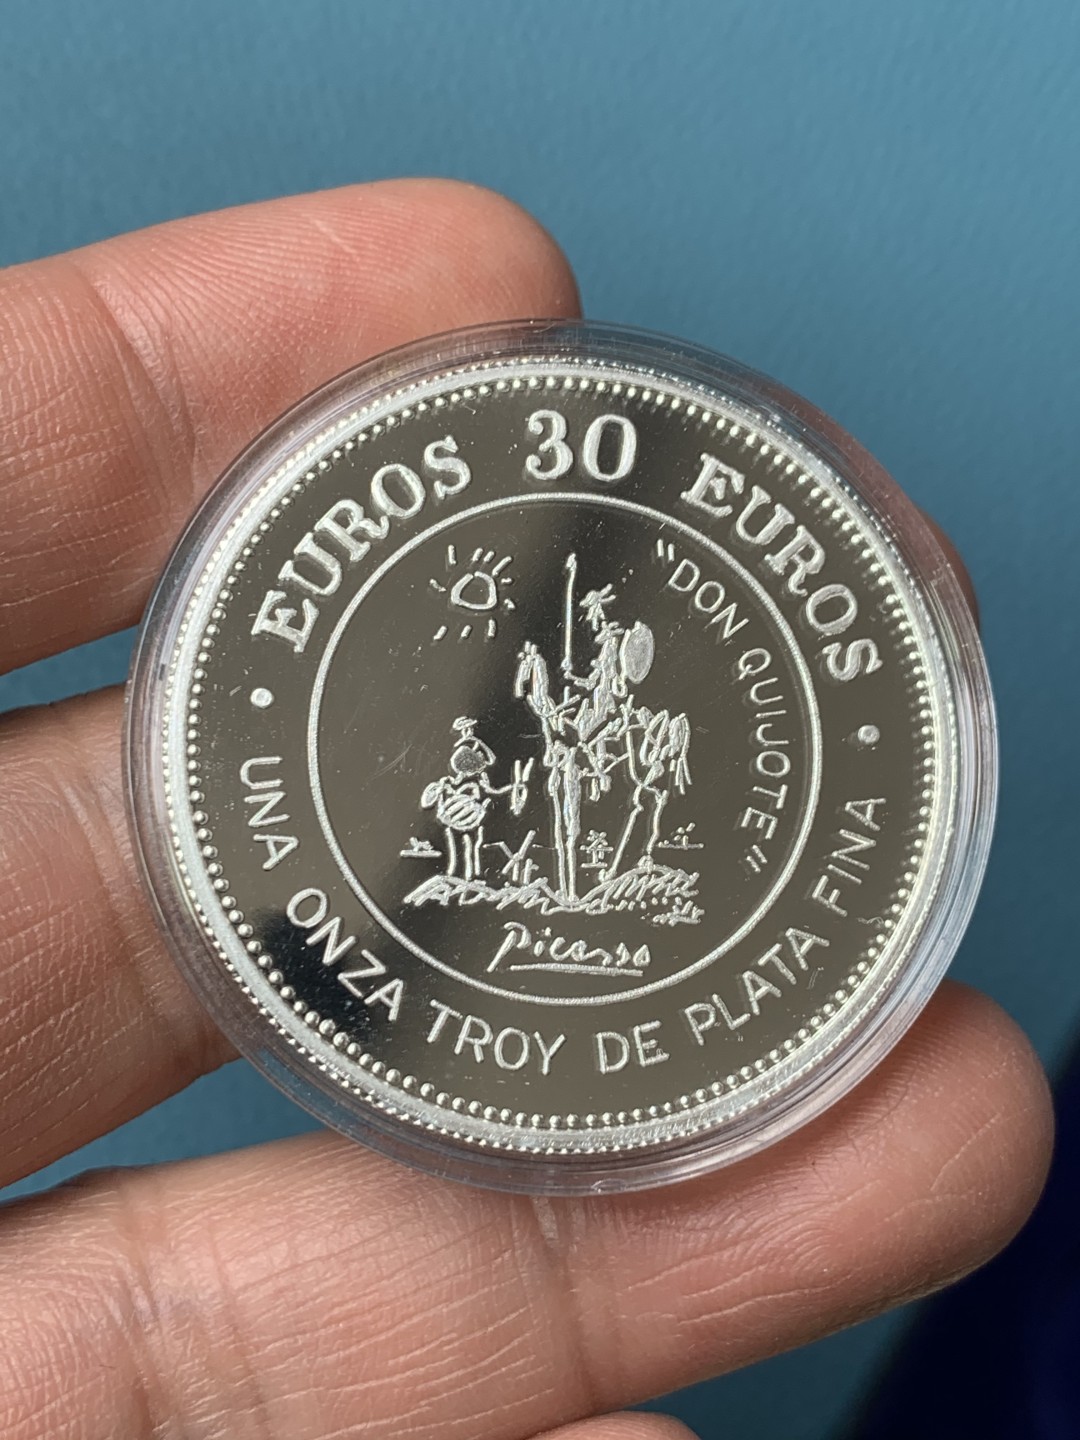 · EUROS 30 EUROS ·
"DON QUIJOTE"
Picasso
UNA ONZA TROY DE PLATA FINA